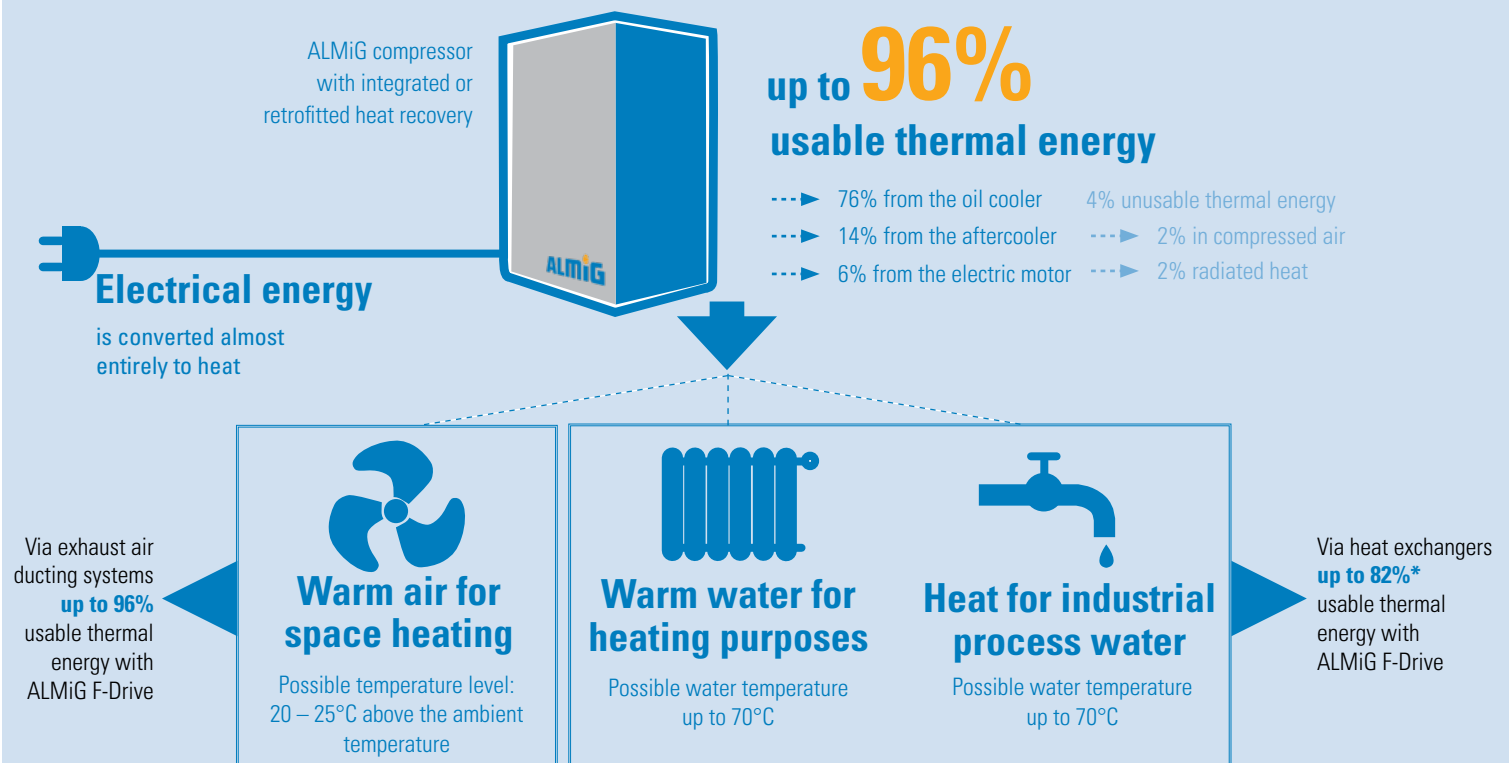 ALMiG compressor
with integrated or
retrofitted heat recovery
ALMiG
up to 96%
usable thermal energy
76% from the oil cooler
14% from the aftercooler
6% from the electric motor
4% unusable thermal energy
2% in compressed air
2% radiated heat
Electrical energy
is converted almost
entirely to heat
Via exhaust air
ducting systems
up to 96%
usable thermal
energy with
ALMiG F-Drive
Warm air for
space heating
Possible temperature level:
20 – 25°C above the ambient
temperature
Warm water for
heating purposes
Possible water temperature
up to 70°C
Heat for industrial
process water
Possible water temperature
up to 70°C
Via heat exchangers
up to 82%*
usable thermal
energy with
ALMiG F-Drive